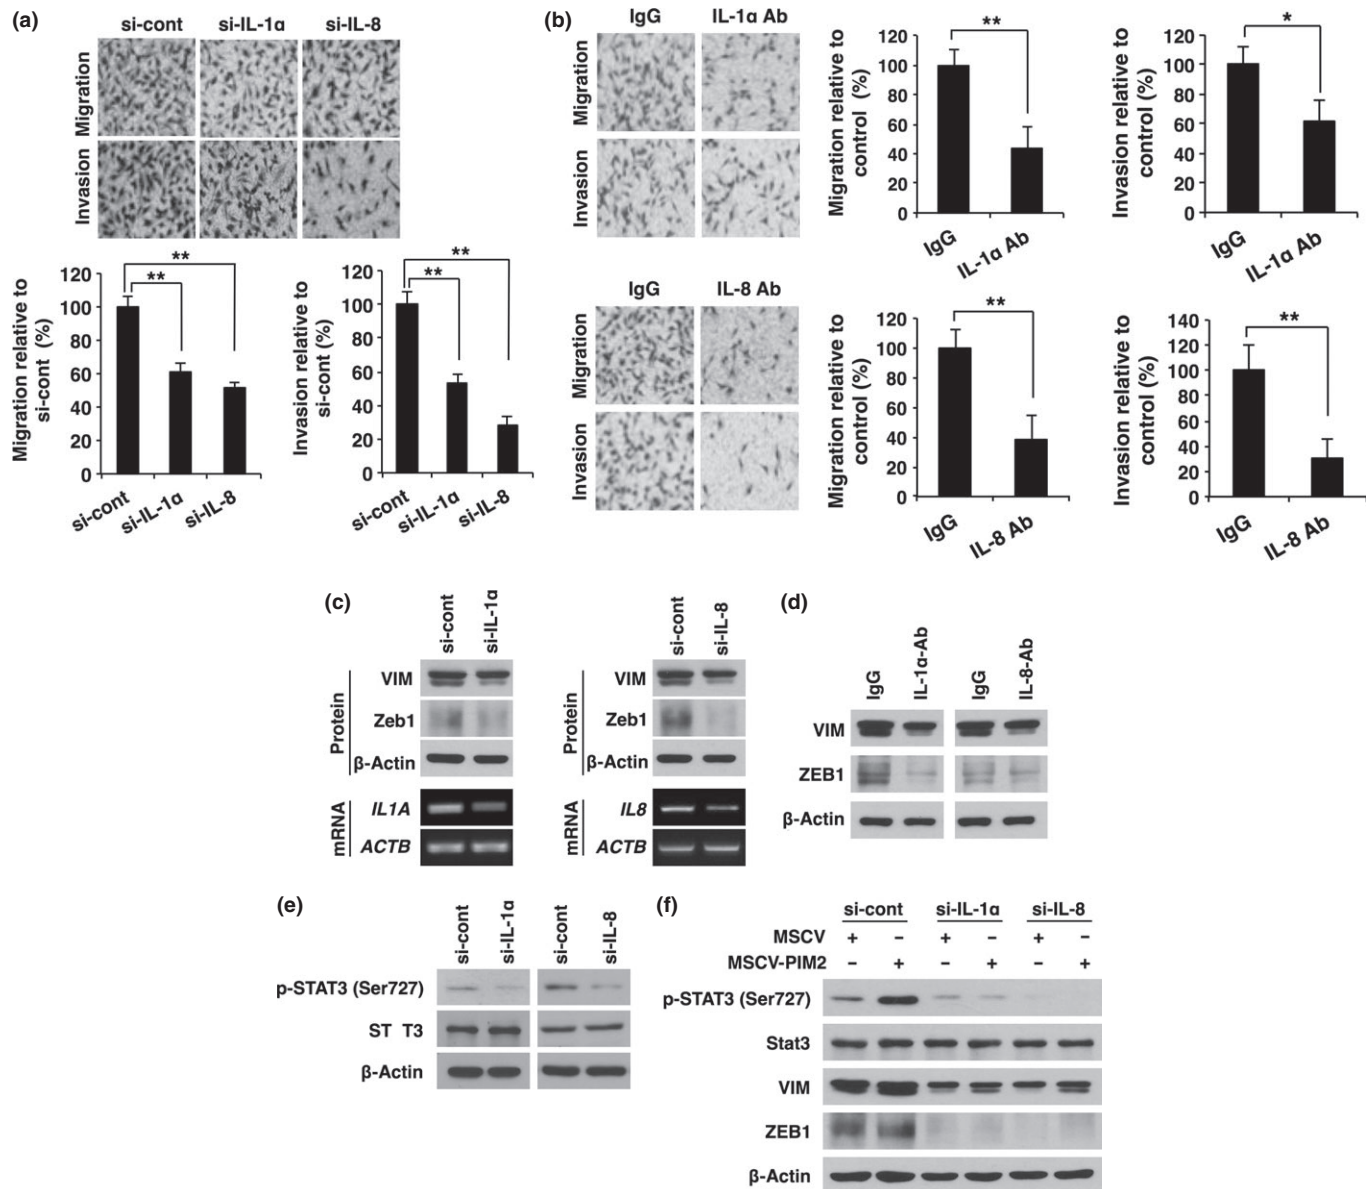 (a)
si-cont si-IL-1α si-IL-8
Migration
Invasion
Migration relative to
si-cont (%)
120
100
80
60
40
20
0
** **
si-cont
si-IL-1α
si-IL-8
Invasion relative to
si-cont (%)
120
100
80
60
40
20
0
** **
si-cont
si-IL-1α
si-IL-8
(b)
IgG IL-1α Ab
Migration
Invasion
Migration relative to
control (%)
120
100
80
60
40
20
0
**
IgG
IL-1α Ab
Invasion relative to
control (%)
120
100
80
60
40
20
0
*
IgG
IL-1α Ab
IgG IL-8 Ab
Migration
Invasion
Migration relative to
control (%)
120
100
80
60
40
20
0
**
IgG
IL-8 Ab
Invasion relative to
control (%)
140
120
100
80
60
40
20
0
**
IgG
IL-8 Ab
(c)
si-cont si-IL-1α
Protein
VIM
Zeb1
β-Actin
mRNA
IL1A
ACTB
si-cont si-IL-8
Protein
VIM
Zeb1
β-Actin
mRNA
IL8
ACTB
(d)
IgG IL-1α-Ab IgG IL-8-Ab
VIM
ZEB1
β-Actin
(e)
si-cont si-IL-1α si-cont si-IL-8
p-STAT3 (Ser727)
ST T3
β-Actin
(f)
si-cont si-IL-1α si-IL-8
MSCV + − + − + −
MSCV-PIM2 − + − + − +
p-STAT3 (Ser727)
Stat3
VIM
ZEB1
β-Actin